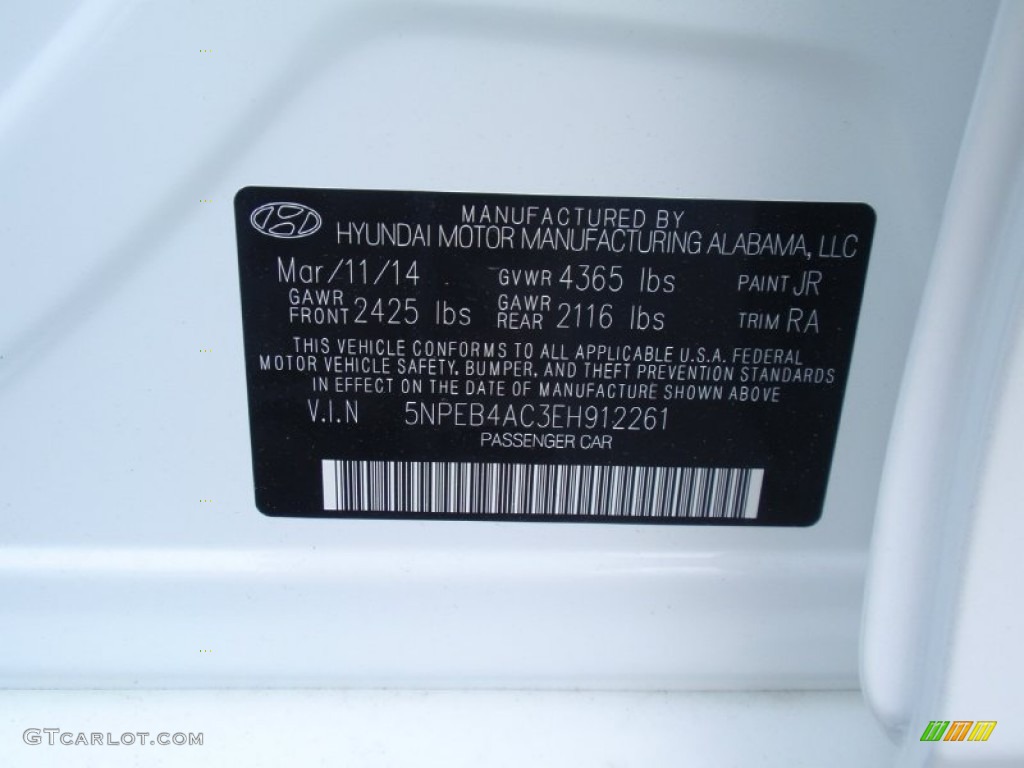 MANUFACTURED BY
HYUNDAI MOTOR MANUFACTURING ALABAMA, LLC
Mar/11/14 GVWR 4365 lbs PAINT JR
GAWR FRONT 2425 lbs GAWR REAR 2116 lbs TRIM RA
THIS VEHICLE CONFORMS TO ALL APPLICABLE U.S.A. FEDERAL
MOTOR VEHICLE SAFETY, BUMPER, AND THEFT PREVENTION STANDARDS
IN EFFECT ON THE DATE OF MANUFACTURE SHOWN ABOVE
V.I.N 5NPEB4AC3EH912261
PASSENGER CAR
GTCARLOT.COM